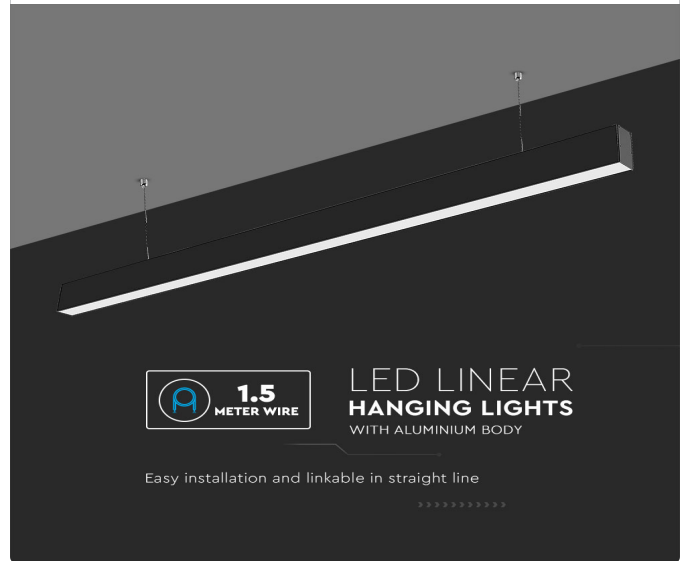 1.5
METER WIRE
LED LINEAR
HANGING LIGHTS
WITH ALUMINIUM BODY
Easy installation and linkable in straight line